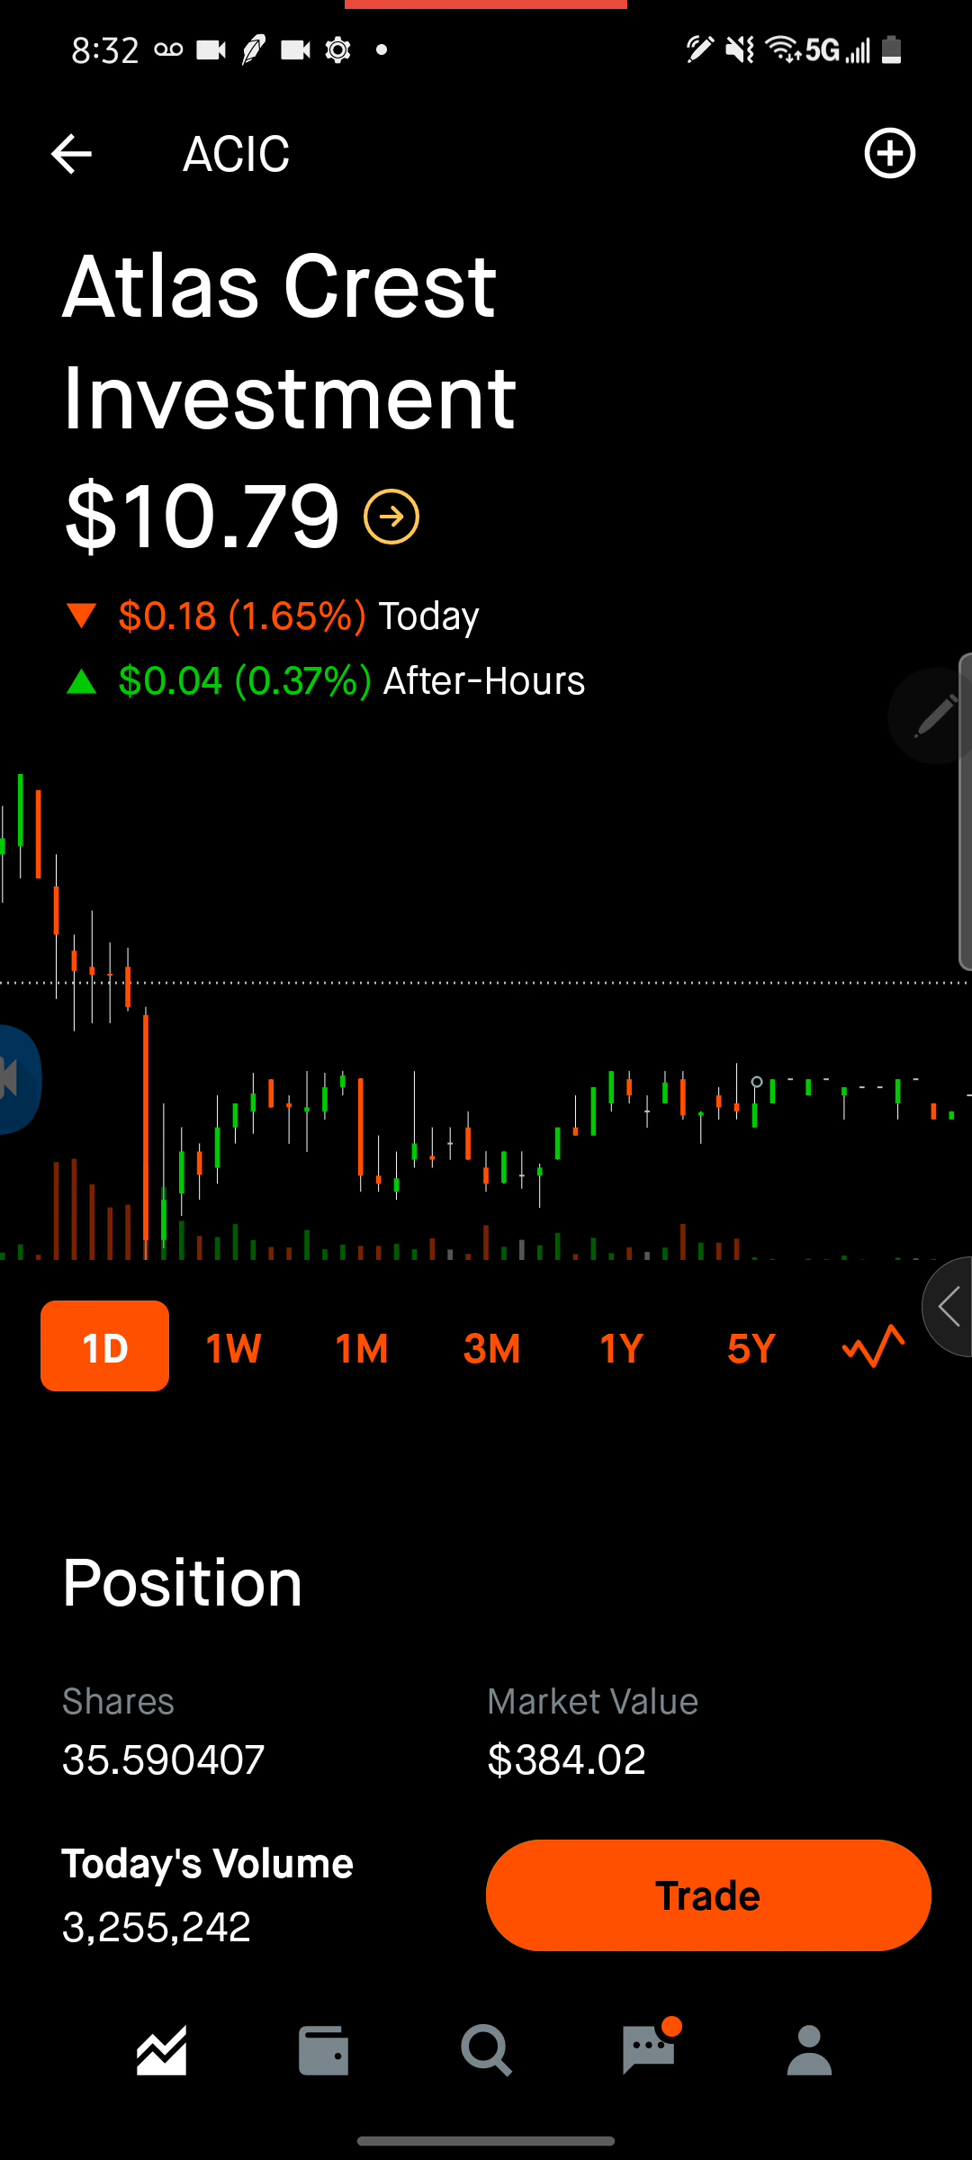 8:32
5G
ACIC
Atlas Crest
Investment
$10.79
$0.18 (1.65%) Today
$0.04 (0.37%) After-Hours
1D 1W 1M 3M 1Y 5Y
Position
Shares
35.590407
Market Value
$384.02
Today's Volume
3,255,242
Trade